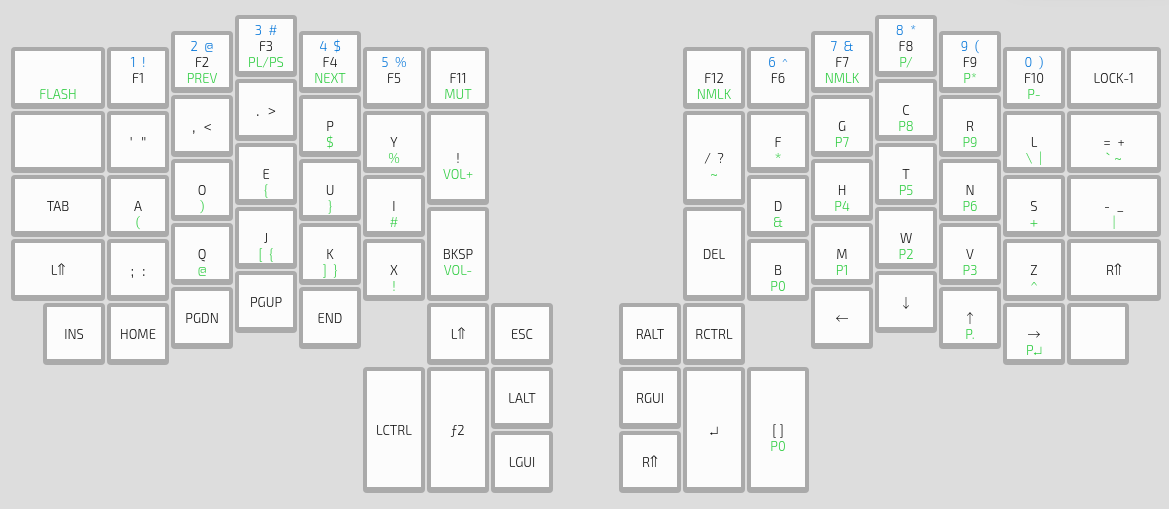 FLASH
1 !
F1
2 @
F2
PREV
3 #
F3
PL/PS
4 $
F4
NEXT
5 %
F5
F11
MUT
' "
, <
. >
P
$
Y
%
!
VOL+
TAB
A
(
O
)
E
{
U
}
I
#
L⇑
; :
Q
@
J
[ {
K
] }
X
!
BKSP
VOL-
INS
HOME
PGDN
PGUP
END
L⇑
ESC
LCTRL
ƒ2
LALT
LGUI
F12
NMLK
6 ^
F6
7 &
F7
NMLK
8 *
F8
P/
9 (
F9
P*
0 )
F10
P-
LOCK-1
/ ?
~
F
*
G
P7
C
P8
R
P9
L
\ |
= +
` ~
D
&
H
P4
T
P5
N
P6
S
+
- _
|
DEL
B
P0
M
P1
W
P2
V
P3
Z
^
R⇑
RALT
RCTRL
←
↓
↑
P.
→
P↵
RGUI
R⇑
↵
[ ]
P0